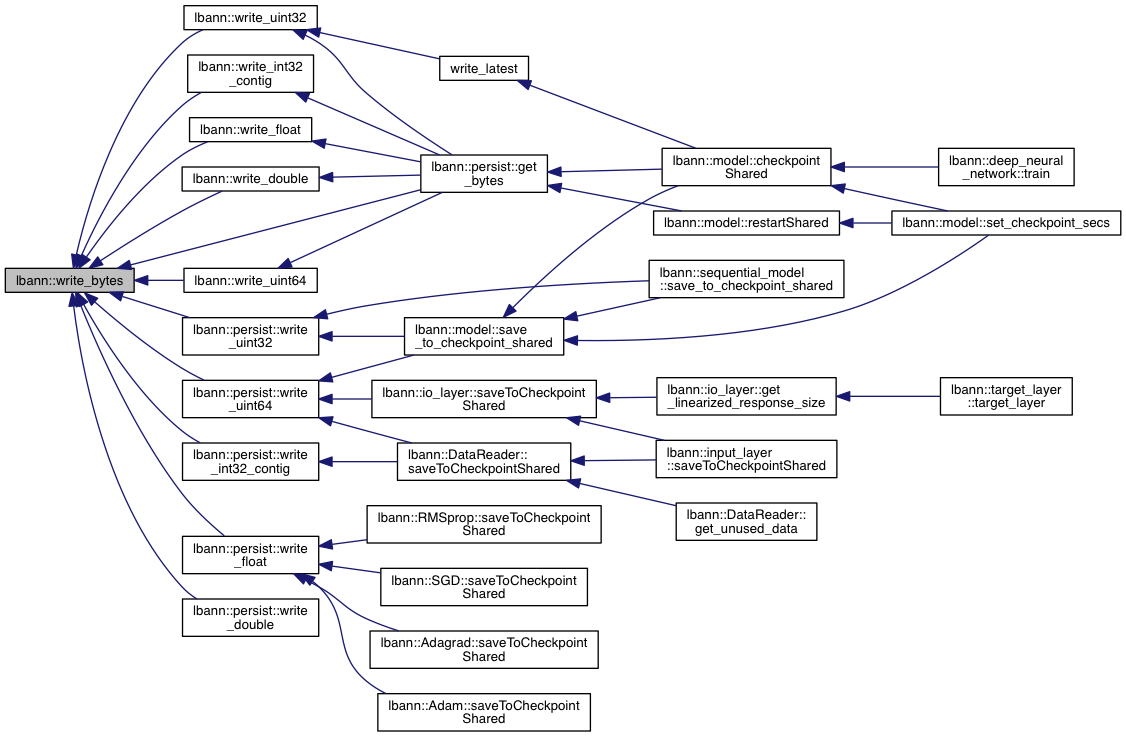 lbann::write_bytes
lbann::write_uint32
lbann::write_int32
_contig
lbann::write_float
lbann::write_double
lbann::write_uint64
lbann::persist::write
_uint32
lbann::persist::write
_uint64
lbann::persist::write
_int32_contig
lbann::persist::write
_float
lbann::persist::write
_double
write_latest
lbann::persist::get
_bytes
lbann::model::save
_to_checkpoint_shared
lbann::io_layer::saveToCheckpoint
Shared
lbann::DataReader::
saveToCheckpointShared
lbann::RMSprop::saveToCheckpoint
Shared
lbann::SGD::saveToCheckpoint
Shared
lbann::Adagrad::saveToCheckpoint
Shared
lbann::Adam::saveToCheckpoint
Shared
lbann::model::checkpoint
Shared
lbann::model::restartShared
lbann::sequential_model
::save_to_checkpoint_shared
lbann::io_layer::get
_linearized_response_size
lbann::input_layer
::saveToCheckpointShared
lbann::DataReader::
get_unused_data
lbann::deep_neural
_network::train
lbann::model::set_checkpoint_secs
lbann::target_layer
::target_layer